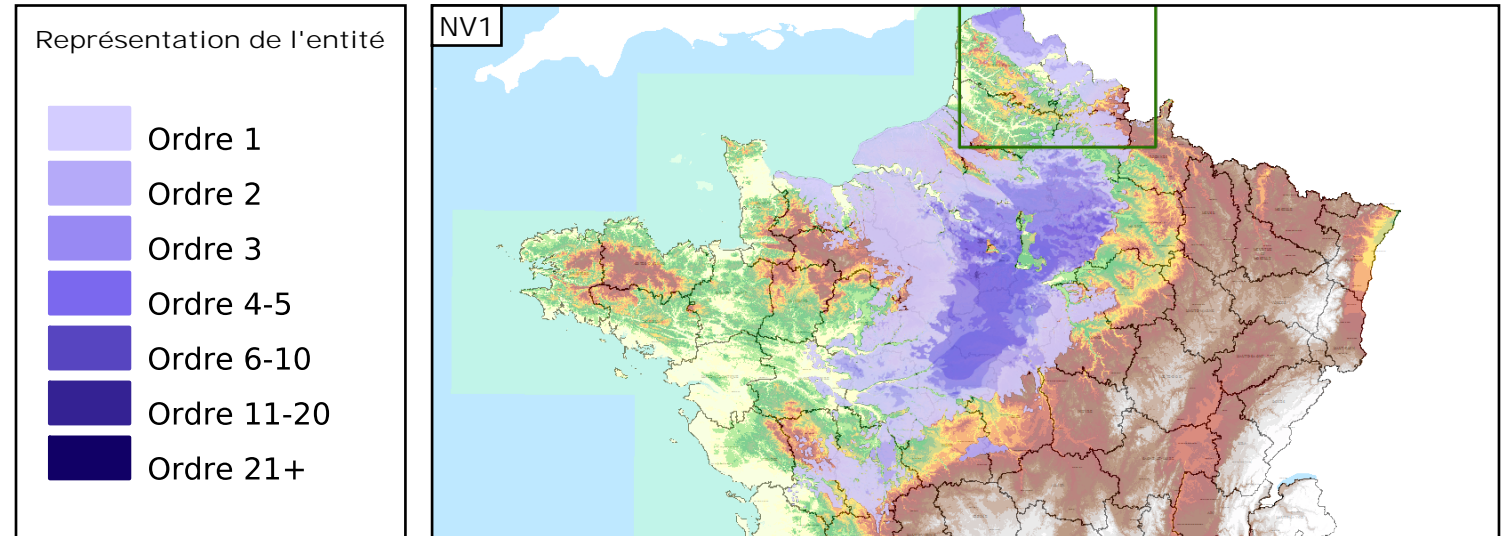 Représentation de l'entité
Ordre 1
Ordre 2
Ordre 3
Ordre 4-5
Ordre 6-10
Ordre 11-20
Ordre 21+
NV1